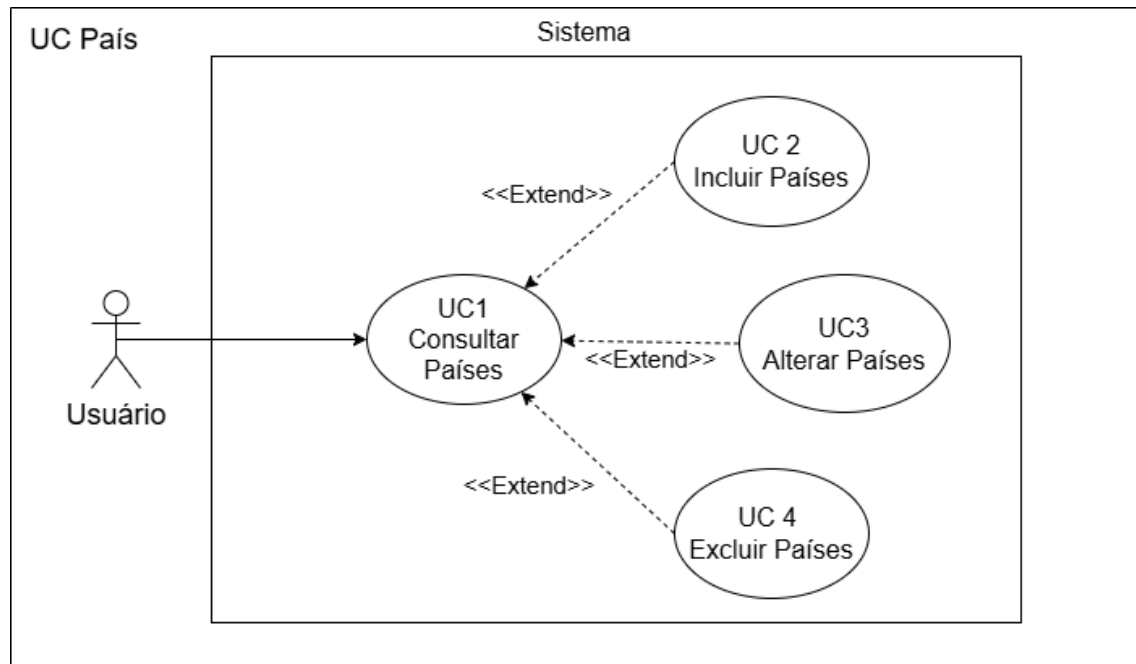 UC País
Sistema
UC 2
Incluir Países
<<Extend>>
UC1
Consultar
Países
UC3
Alterar Países
<<Extend>>
Usuário
<<Extend>>
UC 4
Excluir Países